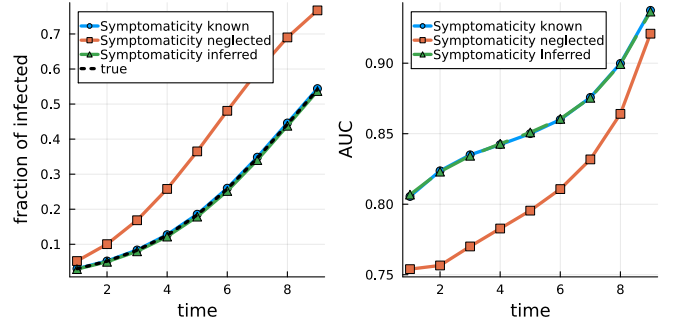 Symptomaticity known
Symptomaticity neglected
Symptomaticity inferred
true
fraction of infected
0.7
0.6
0.5
0.4
0.3
0.2
0.1
2
4
6
8
time
Symptomaticity known
Symptomaticity neglected
Symptomaticity Inferred
AUC
0.90
0.85
0.80
0.75
2
4
6
8
time